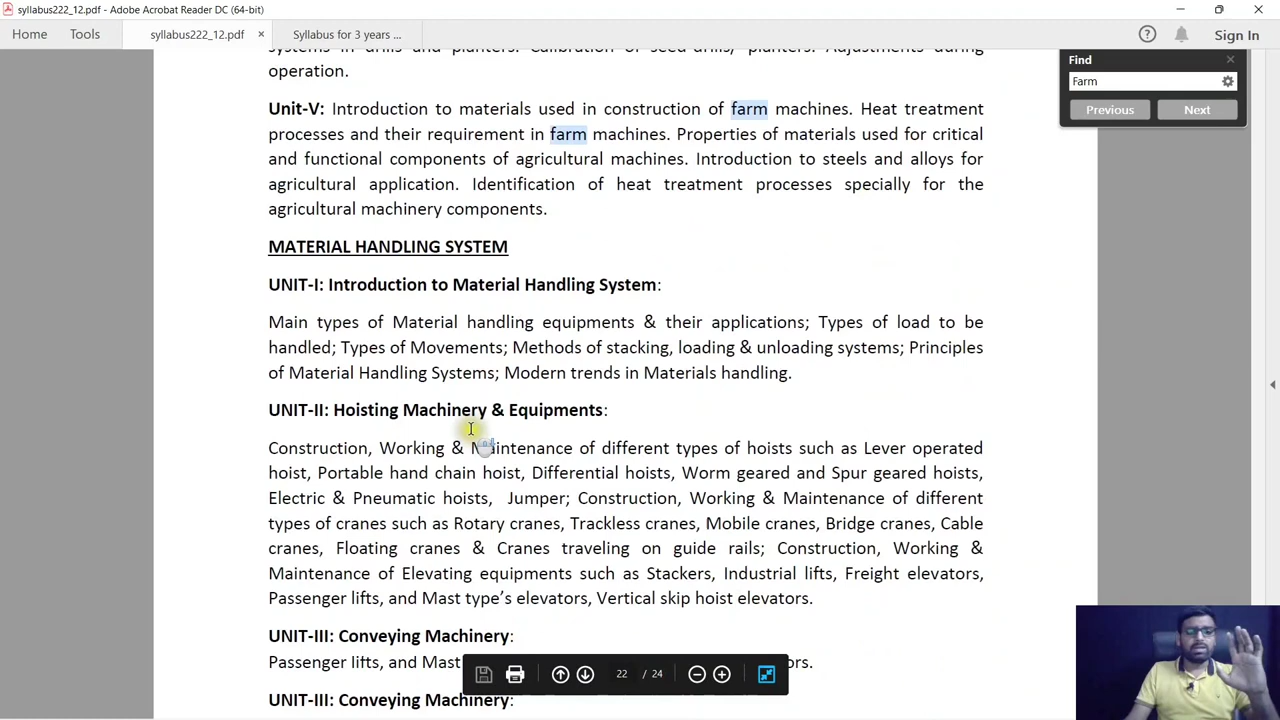 syllabus222_12.pdf - Adobe Acrobat Reader DC (64-bit)
Home Tools syllabus222_12.pdf × Syllabus for 3 years ... Sign In
Find
Farm
Previous Next
operation.
Unit-V: Introduction to materials used in construction of farm machines. Heat treatment
processes and their requirement in farm machines. Properties of materials used for critical
and functional components of agricultural machines. Introduction to steels and alloys for
agricultural application. Identification of heat treatment processes specially for the
agricultural machinery components.
MATERIAL HANDLING SYSTEM
UNIT-I: Introduction to Material Handling System:
Main types of Material handling equipments & their applications; Types of load to be
handled; Types of Movements; Methods of stacking, loading & unloading systems; Principles
of Material Handling Systems; Modern trends in Materials handling.
UNIT-II: Hoisting Machinery & Equipments:
Construction, Working & Maintenance of different types of hoists such as Lever operated
hoist, Portable hand chain hoist, Differential hoists, Worm geared and Spur geared hoists,
Electric & Pneumatic hoists, Jumper; Construction, Working & Maintenance of different
types of cranes such as Rotary cranes, Trackless cranes, Mobile cranes, Bridge cranes, Cable
cranes, Floating cranes & Cranes traveling on guide rails; Construction, Working &
Maintenance of Elevating equipments such as Stackers, Industrial lifts, Freight elevators,
Passenger lifts, and Mast type's elevators, Vertical skip hoist elevators.
UNIT-III: Conveying Machinery:
Passenger lifts, and Mast
22 / 24
UNIT-III: Conveying Machinery: